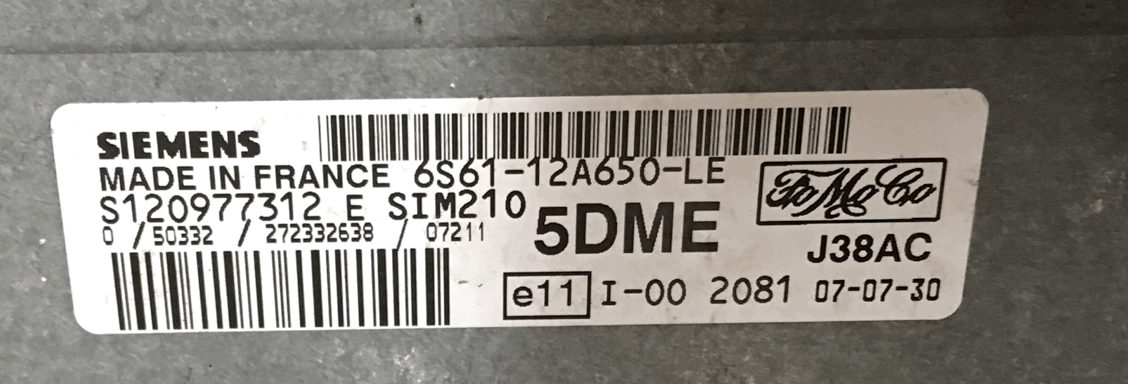 SIEMENS
MADE IN FRANCE 6S61-12A650-LE
S120977312 E SIM210
0 / 50332 / 272332638 / 07211
5DME
FoMoCo
J38AC
e11 I-00 2081 07-07-30